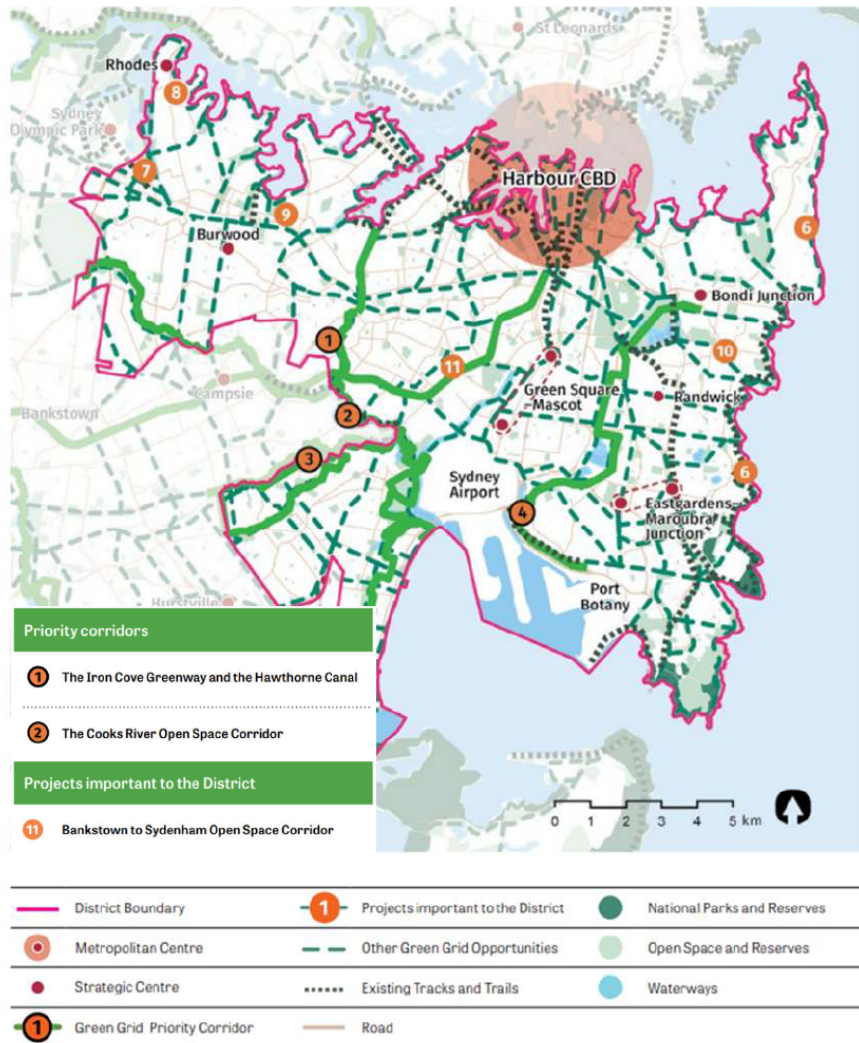 St Leonards
Rhodes
8
Sydney
Olympic Park
Harbour CBD
7
9
6
Burwood
Bondi Junction
1
11
10
Green Square
Mascot
Campsie
Randwick
Bankstown
2
3
6
Sydney
Airport
Eastgardens-
Maroubra
Junction
4
Port
Botany
Hurstville
Priority corridors
1 The Iron Cove Greenway and the Hawthorne Canal
2 The Cooks River Open Space Corridor
Projects important to the District
11 Bankstown to Sydenham Open Space Corridor
0 1 2 3 4 5 km
District Boundary 1 Projects important to the District National Parks and Reserves
Metropolitan Centre Other Green Grid Opportunities Open Space and Reserves
Strategic Centre Existing Tracks and Trails Waterways
1 Green Grid Priority Corridor Road